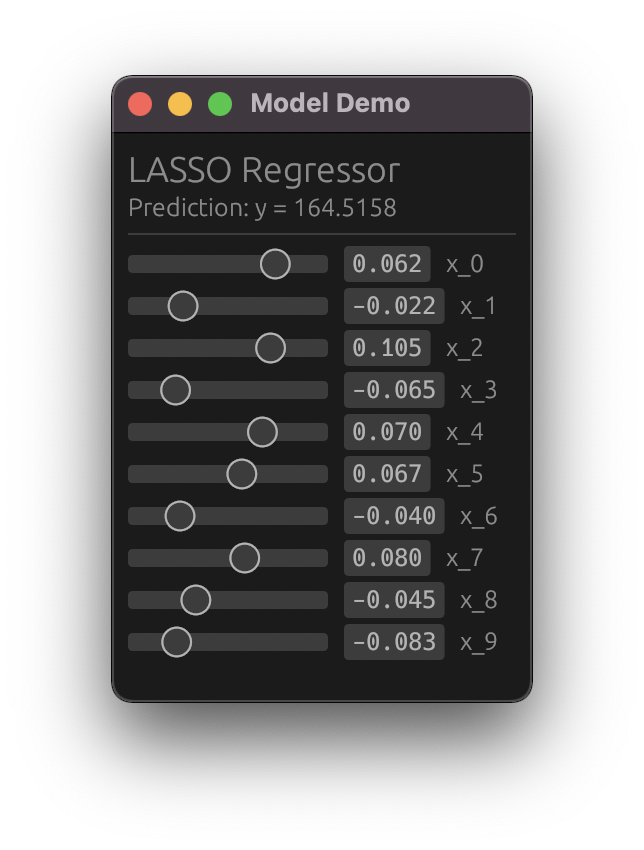 Model Demo
LASSO Regressor
Prediction: y = 164.5158
0.062 x_0
-0.022 x_1
0.105 x_2
-0.065 x_3
0.070 x_4
0.067 x_5
-0.040 x_6
0.080 x_7
-0.045 x_8
-0.083 x_9